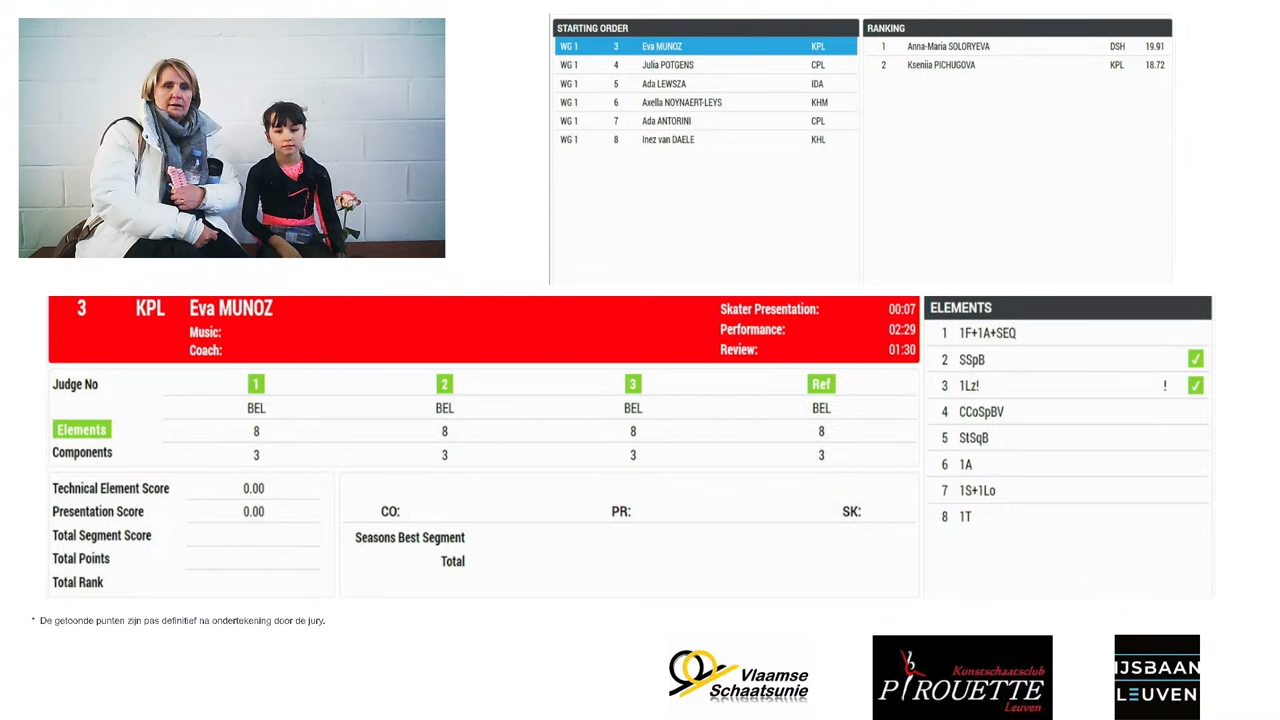 STARTING ORDER
WG 1 3 Eva MUNOZ KPL
WG 1 4 Julia POTGENS CPL
WG 1 5 Ada LEWSZA IDA
WG 1 6 Axella NOYNAERT-LEYS KHM
WG 1 7 Ada ANTORINI CPL
WG 1 8 Inez van DAELE KHL
RANKING
1 Anna-Maria SOLORYEVA DSH 19.91
2 Kseniia PICHUGOVA KPL 18.72
3 KPL Eva MUNOZ
Music:
Coach:
Skater Presentation: 00:07
Performance: 02:29
Review: 01:30
Judge No 1 2 3 Ref
BEL BEL BEL BEL
Elements 8 8 8 8
Components 3 3 3 3
Technical Element Score 0.00
Presentation Score 0.00
Total Segment Score
Total Points
Total Rank
CO: PR: SK:
Seasons Best Segment
Total
ELEMENTS
1 1F+1A+SEQ
2 SSpB
3 1Lz! !
4 CCoSpBV
5 StSqB
6 1A
7 1S+1Lo
8 1T
* De getoonde punten zijn pas definitief na ondertekening door de jury.
Vlaamse
Schaatsunie
Kunstschaatsclub
PIROUETTE
Leuven
IJSBAAN
LEUVEN